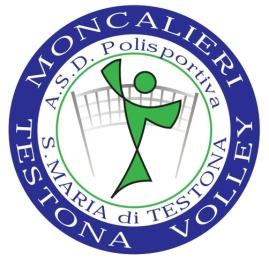 MONCALIERI
TESTONA VOLLEY
A.S.D. Polisportiva
S.MARIA di TESTONA